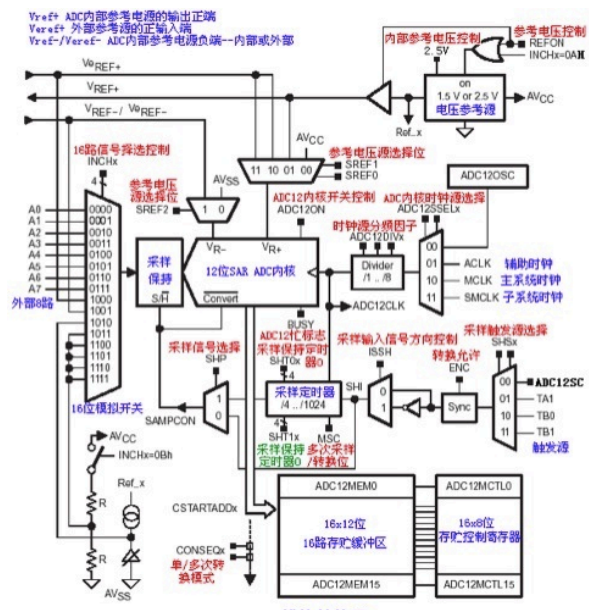 Vref+ ADC内部参考电源的输出正端
Veref+ 外部参考源的正输入端
Vref-/Veref- ADC内部参考电源负端--内部或外部
参考电压控制
内部参考电压控制
REFON
INCHx=0AH
2.5V
on
1.5 V or 2.5 V
电压参考源
AVCC
Ref_x
VeREF+
VREF+
VREF-/ VeREF-
AVCC
11 10 01 00
参考电压源选择位
SREF1
SREF0
16路信号择选控制
INCHx
4
参考电压
源选择位
SREF2
AVSS
1 0
ADC12内核开关控制
ADC12ON
ADC内核时钟源选择
ADC12SSELx
ADC12OSC
时钟源分频因子
ADC12DIVx
A0
A1
A2
A3
A4
A5
A6
A7
外部8路
0000
0001
0010
0011
0100
0101
0110
0111
1000
1001
1010
1011
1100
1101
1110
1111
16位模拟开关
采样
保持
S/H
VR-
VR+
12位SAR ADC内核
Convert
Divider
/1 .. /8
00
01
10
11
ACLK
MCLK
SMCLK
辅助时钟
主系统时钟
子系统时钟
ADC12CLK
BUSY
ADC12忙标志
采样保持定时器0
SHT0x
4
采样信号选择
SHP
1
0
SAMPCON
采样定时器
/4 .. /1024
SHI
4
SHT1x
MSC
采样保持
定时器0
多次采样
/转换位
采样输入信号方向控制
ISSH
0
1
转换允许
ENC
Sync
采样触发源选择
SHSx
00
01
10
11
ADC12SC
TA1
TB0
TB1
触发源
AVCC
INCHx=0Bh
Ref_x
R
R
AVSS
CSTARTADDx
CONSEQx
单/多次转
换模式
ADC12MEM0
16x12位
16路存贮缓冲区
ADC12MEM15
ADC12MCTL0
16x8位
存贮控制寄存器
ADC12MCTL15